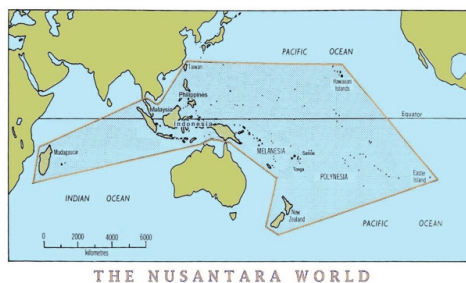 PACIFIC OCEAN
Taiwan
Hawaiian
Islands
Philippines
Malaysia
Equator
Indonesia
Madagascar
MELANESIA
Samoa
Tonga
POLYNESIA
Easter
Island
INDIAN OCEAN
New
Zealand
PACIFIC OCEAN
0 2000 4000 6000
kilometres
THE NUSANTARA WORLD